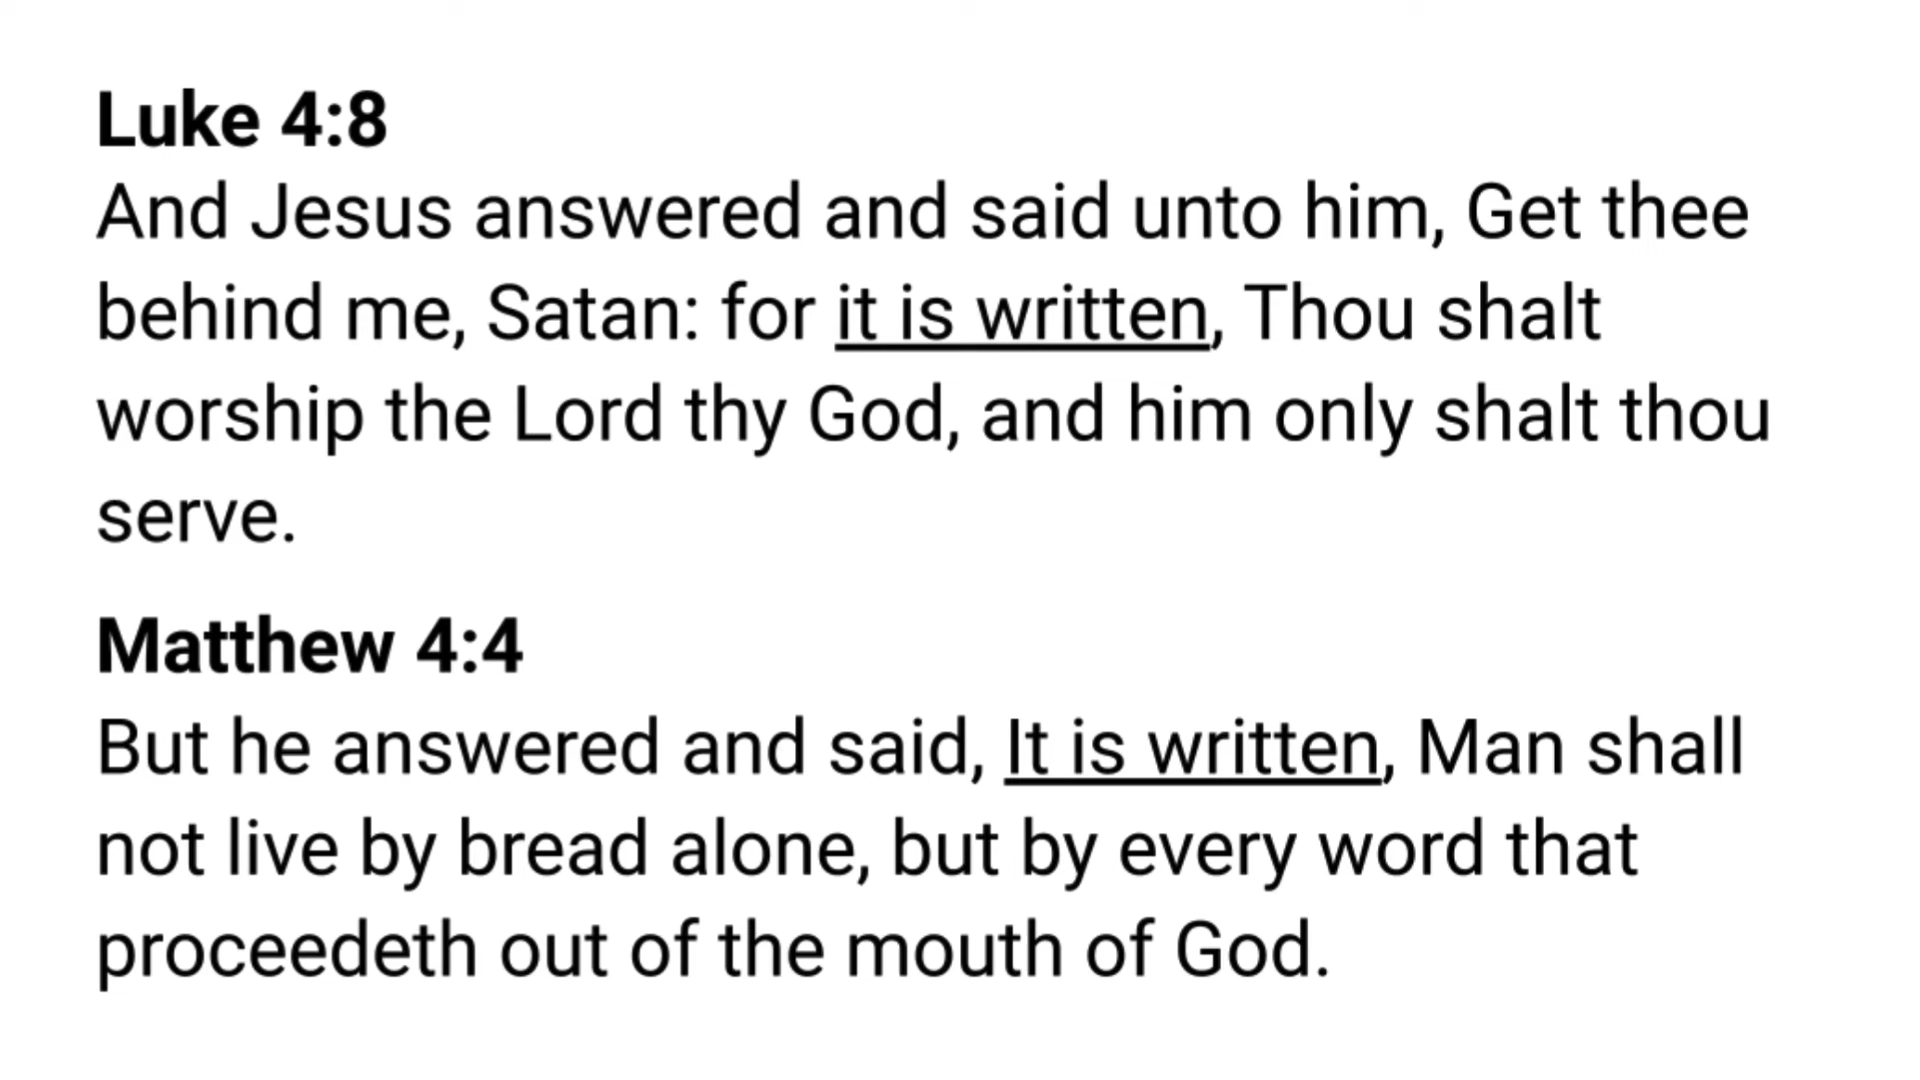 Luke 4:8
And Jesus answered and said unto him, Get thee
behind me, Satan: for it is written, Thou shalt
worship the Lord thy God, and him only shalt thou
serve.
Matthew 4:4
But he answered and said, It is written, Man shall
not live by bread alone, but by every word that
proceedeth out of the mouth of God.